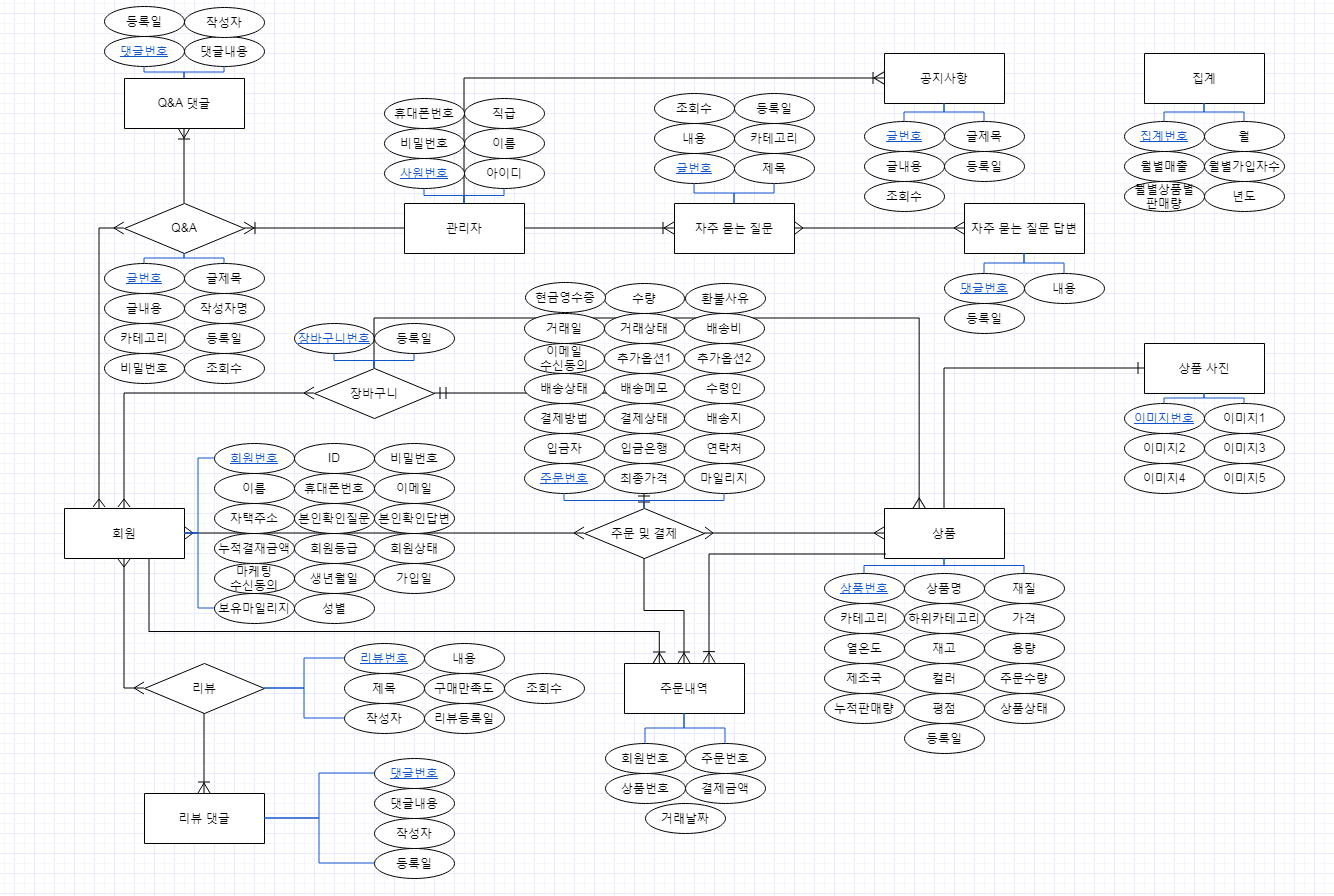 등록일
작성자
댓글번호
댓글내용
Q&A 댓글
Q&A
글번호
글제목
글내용
작성자명
카테고리
등록일
비밀번호
조회수
휴대폰번호
직급
비밀번호
이름
사원번호
아이디
관리자
조회수
등록일
내용
카테고리
글번호
제목
자주 묻는 질문
공지사항
글번호
글제목
글내용
등록일
조회수
자주 묻는 질문 답변
댓글번호
내용
등록일
집계
집계번호
월
월별매출
월별가입자수
월별상품별
판매량
년도
장바구니번호
등록일
장바구니
현금영수증
수량
환불사유
거래일
거래상태
배송비
이메일
수신동의
추가옵션1
추가옵션2
배송상태
배송메모
수령인
결제방법
결제상태
배송지
입금자
입금은행
연락처
주문번호
최종가격
마일리지
주문 및 결제
상품 사진
이미지번호
이미지1
이미지2
이미지3
이미지4
이미지5
회원
회원번호
ID
비밀번호
이름
휴대폰번호
이메일
자택주소
본인확인질문
본인확인답변
누적결재금액
회원등급
회원상태
마케팅
수신동의
생년월일
가입일
보유마일리지
성별
상품
상품번호
상품명
재질
카테고리
하위카테고리
가격
열온도
재고
용량
제조국
컬러
주문수량
누적판매량
평점
상품상태
등록일
리뷰
리뷰번호
내용
제목
구매만족도
조회수
작성자
리뷰등록일
리뷰 댓글
댓글번호
댓글내용
작성자
등록일
주문내역
회원번호
주문번호
상품번호
결제금액
거래날짜